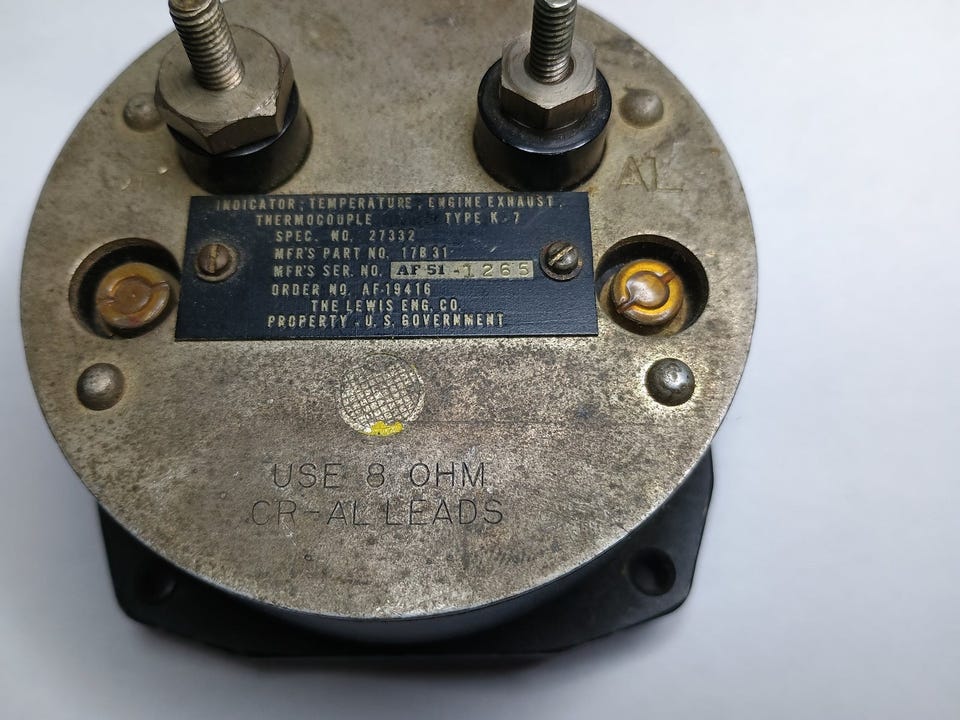 AL
INDICATOR, TEMPERATURE, ENGINE EXHAUST,
THERMOCOUPLE TYPE K-7
SPEC. NO. 27332
MFR'S PART NO. 17B31
MFR'S SER. NO. AF51-1265
ORDER NO. AF-19416
THE LEWIS ENG. CO.
PROPERTY - U. S. GOVERNMENT
USE 8 OHM
CR-AL LEADS